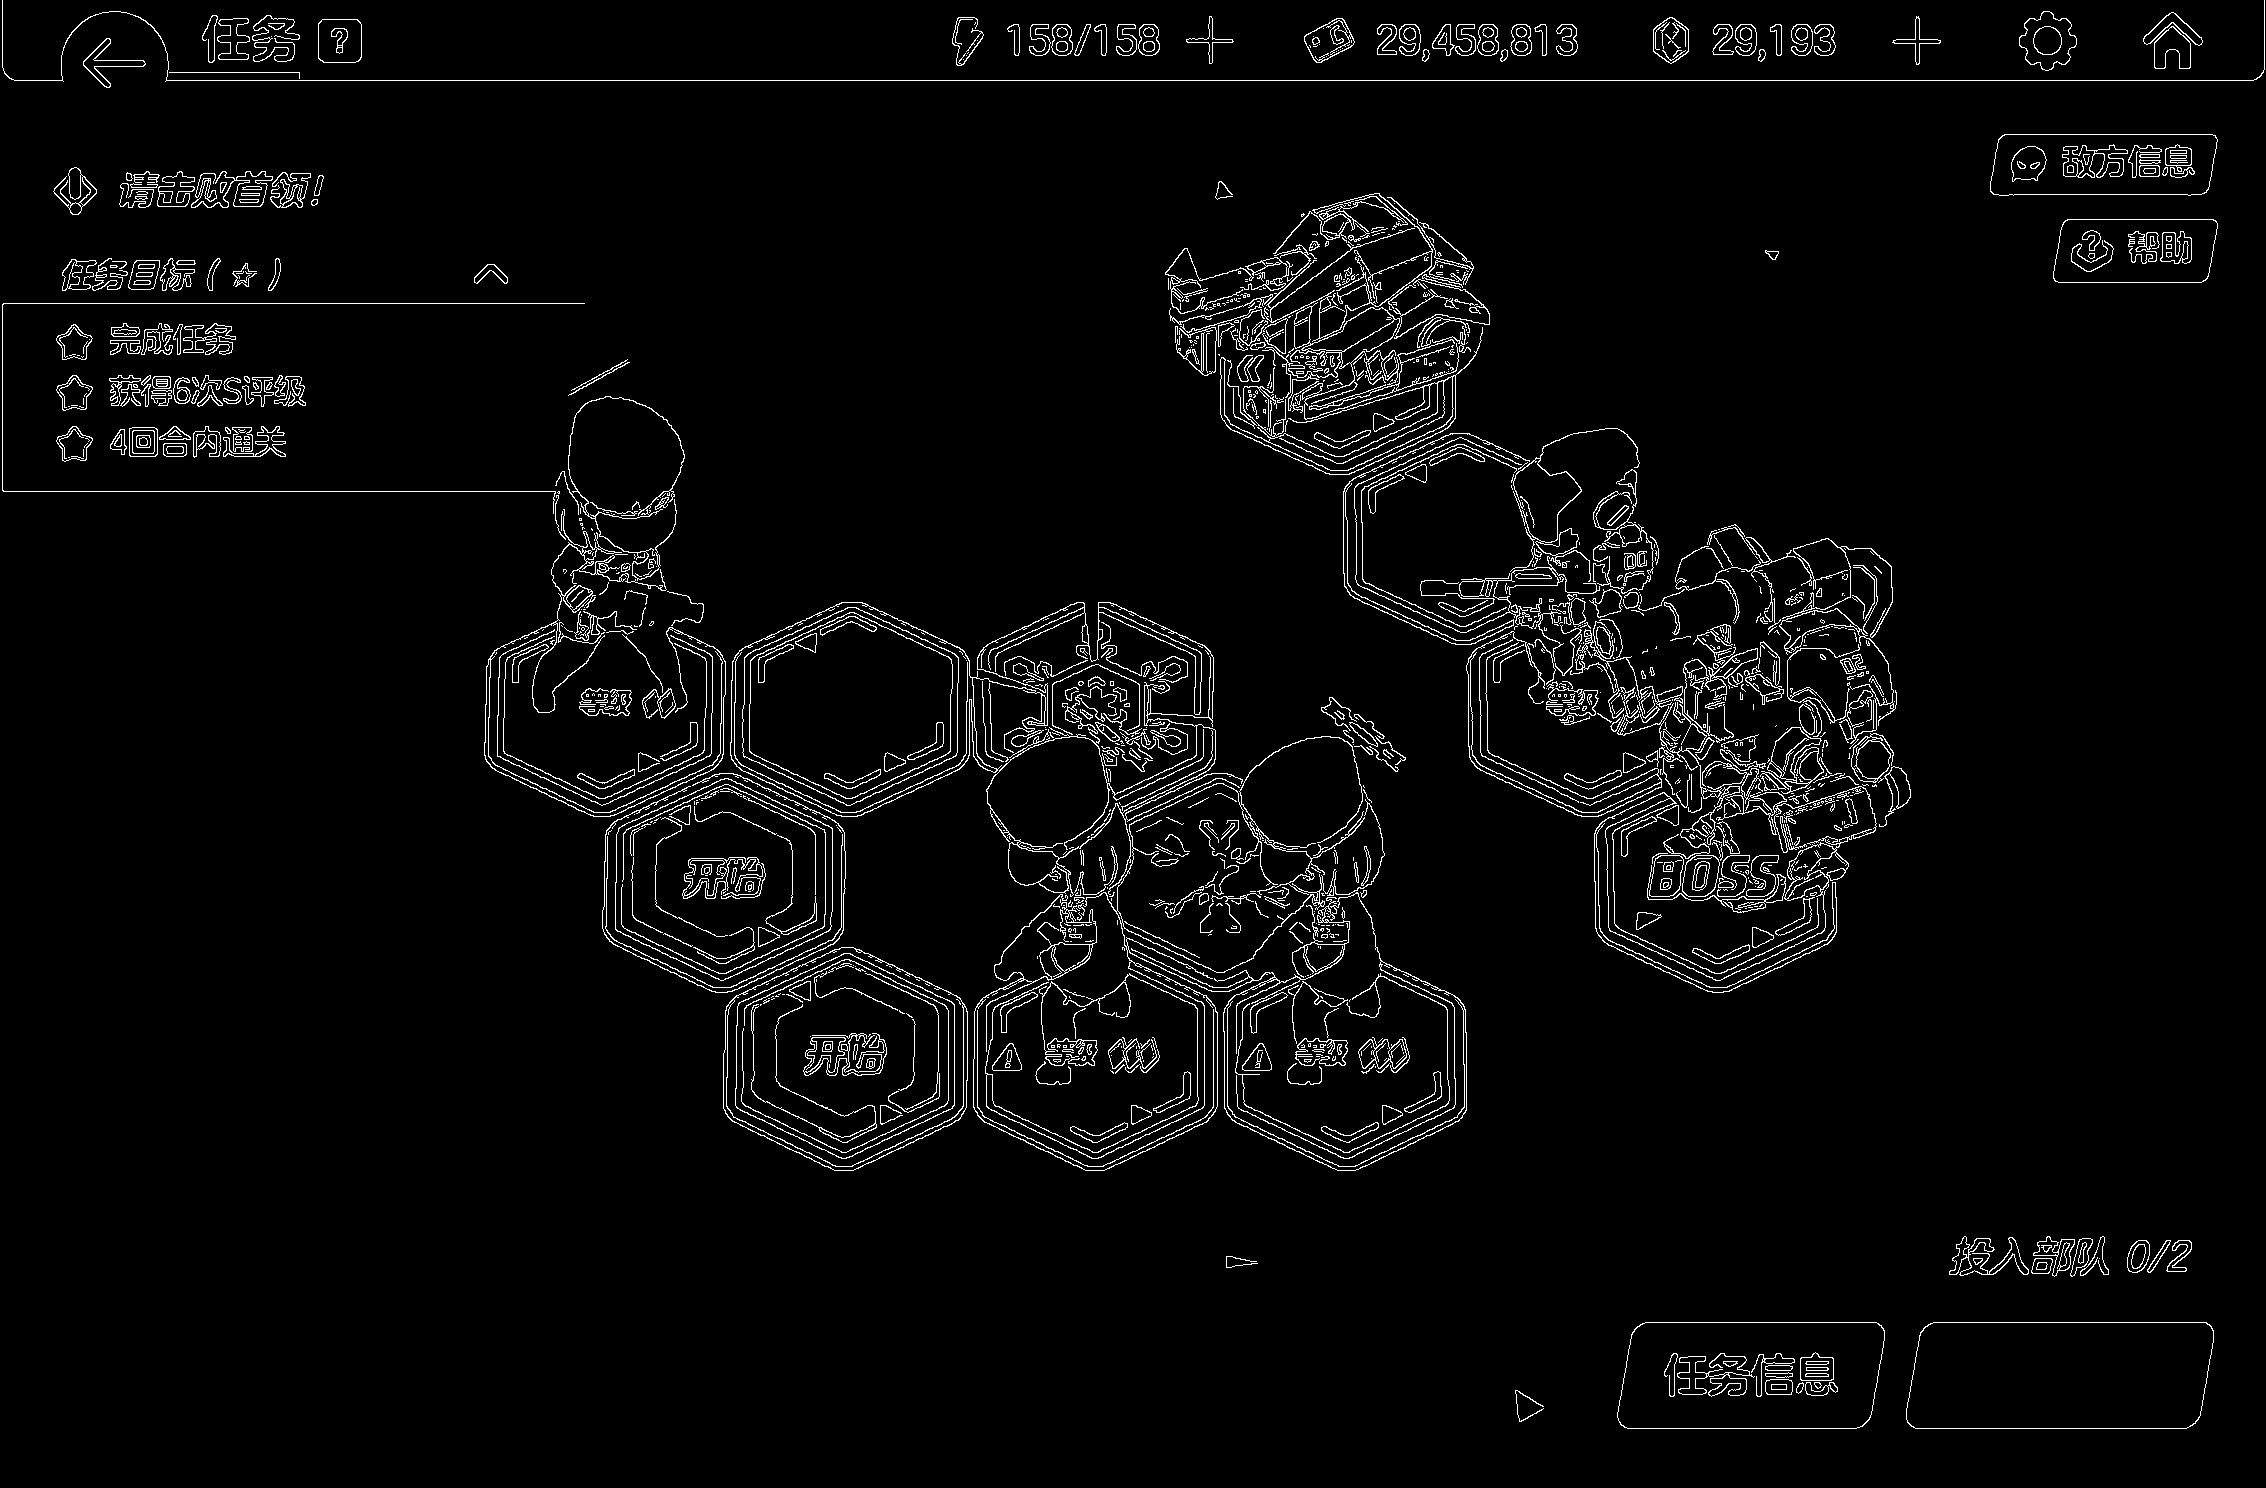 任务 ?
158/158
29,458,813
29,193
敌方信息
请击败首领!
帮助
任务目标(☆)
完成任务
获得6次S评级
4回合内通关
等级
等级
等级
开始
BOSS
开始
等级
等级
投入部队 0/2
任务信息